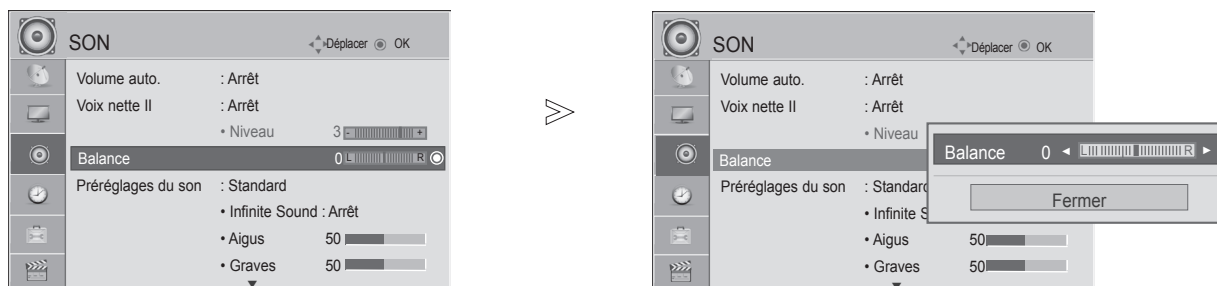 SON
Déplacer OK
Volume auto. : Arrêt
Voix nette II : Arrêt
• Niveau 3 - +
Balance 0 L R
Préréglages du son : Standard
• Infinite Sound : Arrêt
• Aigus 50
• Graves 50
SON
Déplacer OK
Volume auto. : Arrêt
Voix nette II : Arrêt
• Niveau
Balance
Préréglages du son : Standard
• Infinite S
• Aigus 50
• Graves 50
Balance 0 L R
Fermer